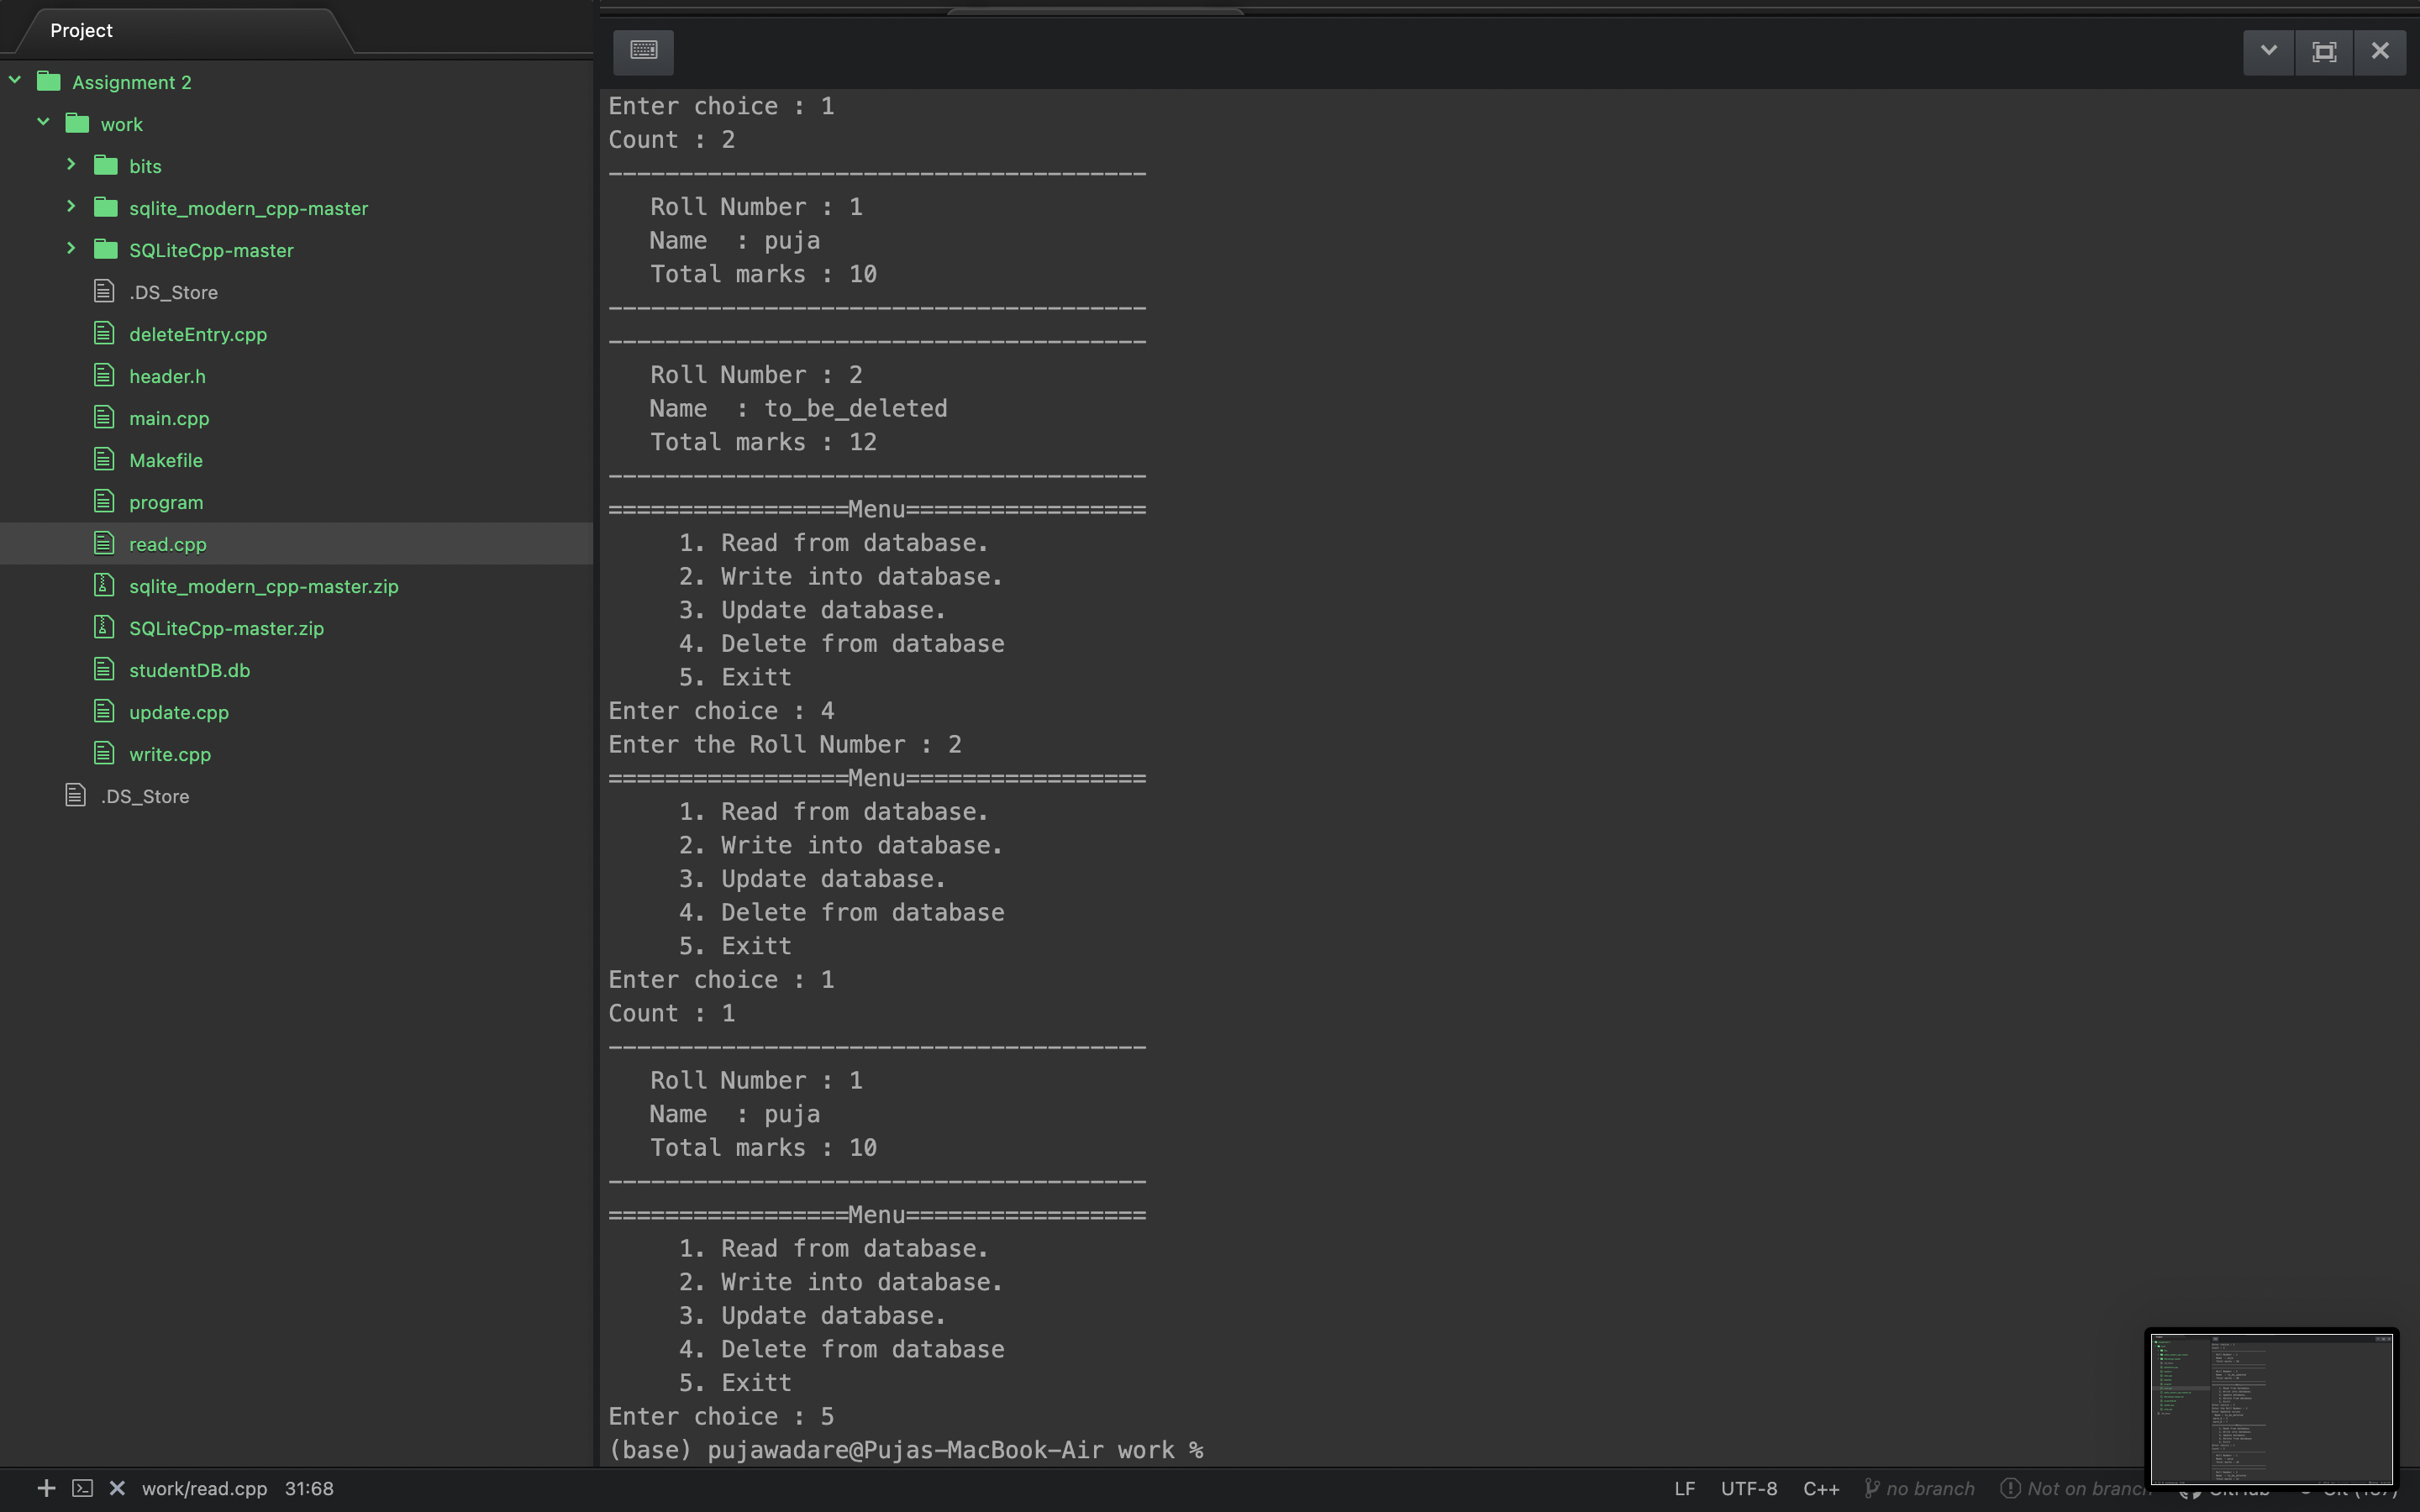 Project
Assignment 2
work
bits
sqlite_modern_cpp-master
SQLiteCpp-master
.DS_Store
deleteEntry.cpp
header.h
main.cpp
Makefile
program
read.cpp
sqlite_modern_cpp-master.zip
SQLiteCpp-master.zip
studentDB.db
update.cpp
write.cpp
.DS_Store
Enter choice : 1
Count : 2
--------------------------------------
Roll Number : 1
Name  : puja
Total marks : 10
--------------------------------------
--------------------------------------
Roll Number : 2
Name  : to_be_deleted
Total marks : 12
--------------------------------------
=================Menu=================
1. Read from database.
2. Write into database.
3. Update database.
4. Delete from database
5. Exitt
Enter choice : 4
Enter the Roll Number : 2
=================Menu=================
1. Read from database.
2. Write into database.
3. Update database.
4. Delete from database
5. Exitt
Enter choice : 1
Count : 1
--------------------------------------
Roll Number : 1
Name  : puja
Total marks : 10
--------------------------------------
=================Menu=================
1. Read from database.
2. Write into database.
3. Update database.
4. Delete from database
5. Exitt
Enter choice : 5
(base) pujawadare@Pujas-MacBook-Air work %
work/read.cpp 31:68 LF UTF-8 C++ no branch Not on branch